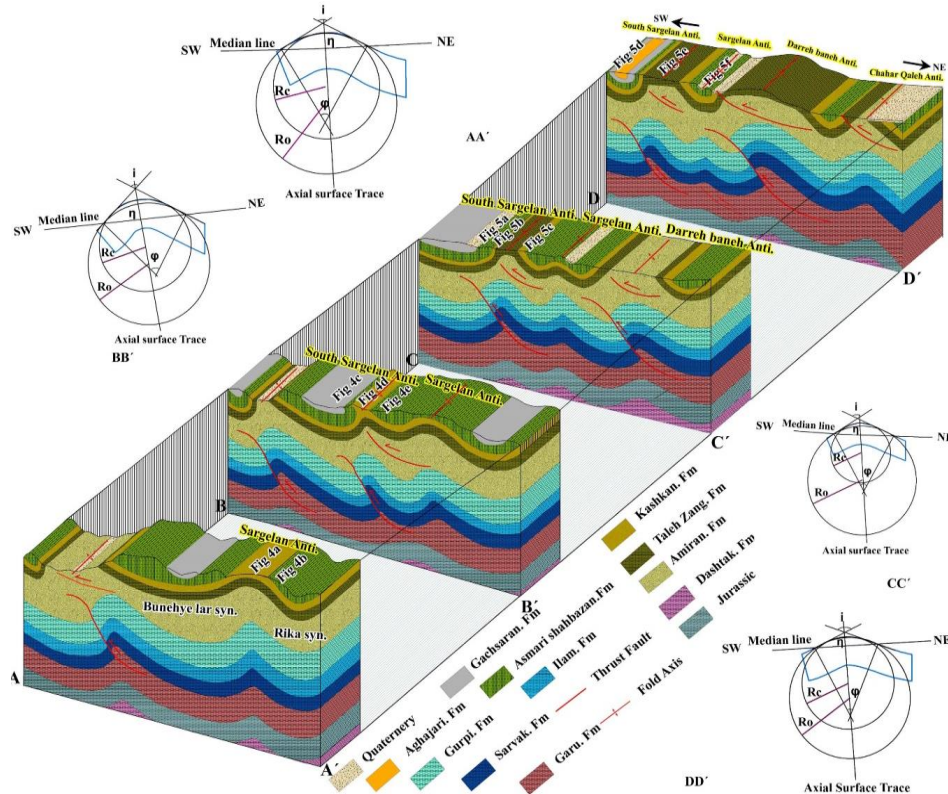 i
η
SW
Median line
NE
Rc
φ
Ro
Axial surface Trace
AA´
i
η
SW
Median line
NE
Rc
φ
Ro
Axial surface Trace
BB´
SW
NE
South Sargelan Anti.
Sargelan Anti.
Darreh baneh Anti.
Chahar Qaleh Anti.
Fig 5d
Fig 5e
Fig 5f
D
D´
South Sargelan Anti. Sargelan Anti. Darreh baneh Anti.
Fig 5a
Fig 5b
Fig 5c
C
C´
South Sargelan Anti. Sargelan Anti.
Fig 4c
Fig 4d
Fig 4e
B
B´
Sargelan Anti.
Fig 4a
Fig 4b
Bunehye lar syn.
Rika syn.
A
A´
Kashkan. Fm
Taleh Zang. Fm
Amiran. Fm
Dashtak. Fm
Jurassic
Gachsaran. Fm
Asmari shahbazan.Fm
Ilam. Fm
Thrust Fault
Fold Axis
Quaternery
Aghajari. Fm
Gurpi. Fm
Sarvak. Fm
Garu. Fm
i
η
SW
Median line
NE
Rc
φ
Ro
Axial surface Trace
CC´
i
η
SW
Median line
NE
Rc
φ
Ro
Axial Surface Trace
DD´